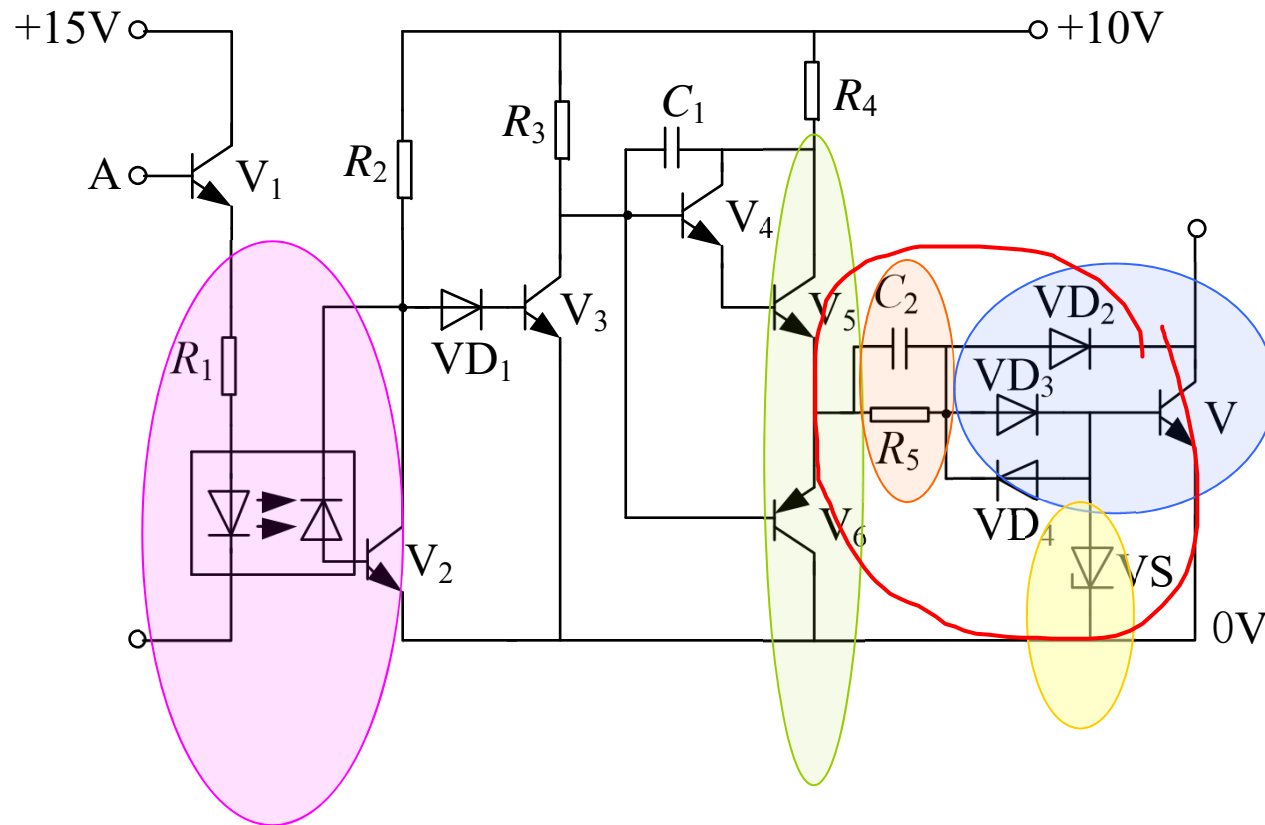 +15V
+10V
A
V₁
R₂
R₃
C₁
R₄
V₄
R₁
VD₁
V₃
V₅
C₂
VD₂
VD₃
V
R₅
VD₄
V₂
V₆
VS
0V